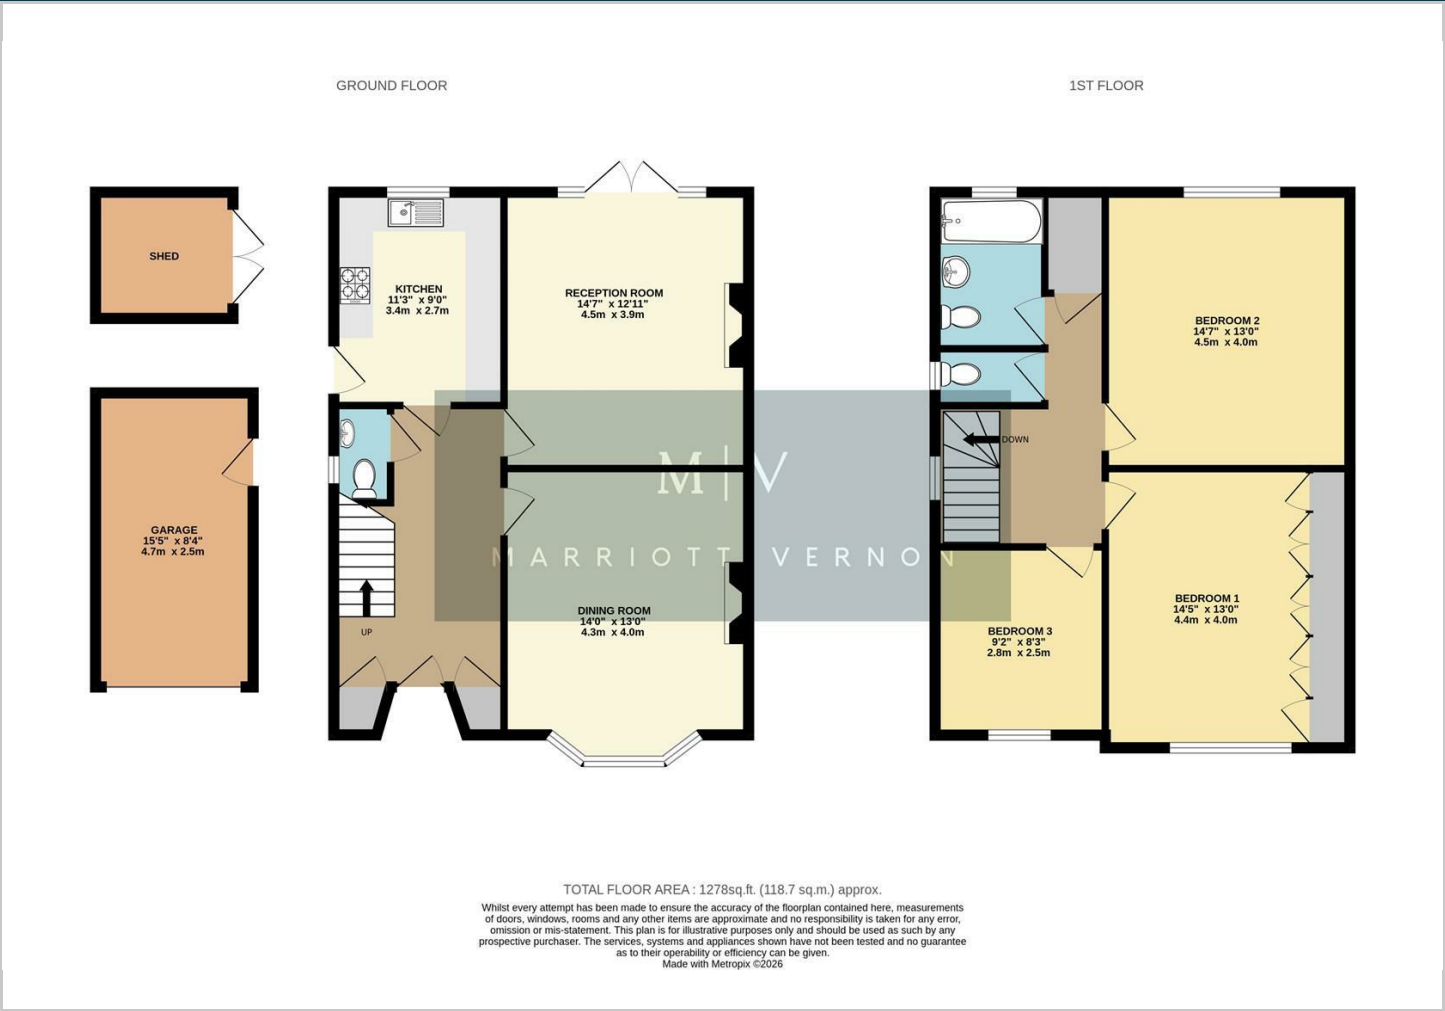 GROUND FLOOR
1ST FLOOR
SHED
KITCHEN
11'3" x 9'0"
3.4m x 2.7m
RECEPTION ROOM
14'7" x 12'11"
4.5m x 3.9m
BEDROOM 2
14'7" x 13'0"
4.5m x 4.0m
DOWN
M|V
MARRIOTT VERNON
GARAGE
15'5" x 8'4"
4.7m x 2.5m
UP
DINING ROOM
14'0" x 13'0"
4.3m x 4.0m
BEDROOM 3
9'2" x 8'3"
2.8m x 2.5m
BEDROOM 1
14'5" x 13'0"
4.4m x 4.0m
TOTAL FLOOR AREA : 1278sq.ft. (118.7 sq.m.) approx.
Whilst every attempt has been made to ensure the accuracy of the floorplan contained here, measurements
of doors, windows, rooms and any other items are approximate and no responsibility is taken for any error,
omission or mis-statement. This plan is for illustrative purposes only and should be used as such by any
prospective purchaser. The services, systems and appliances shown have not been tested and no guarantee
as to their operability or efficiency can be given.
Made with Metropix ©2026